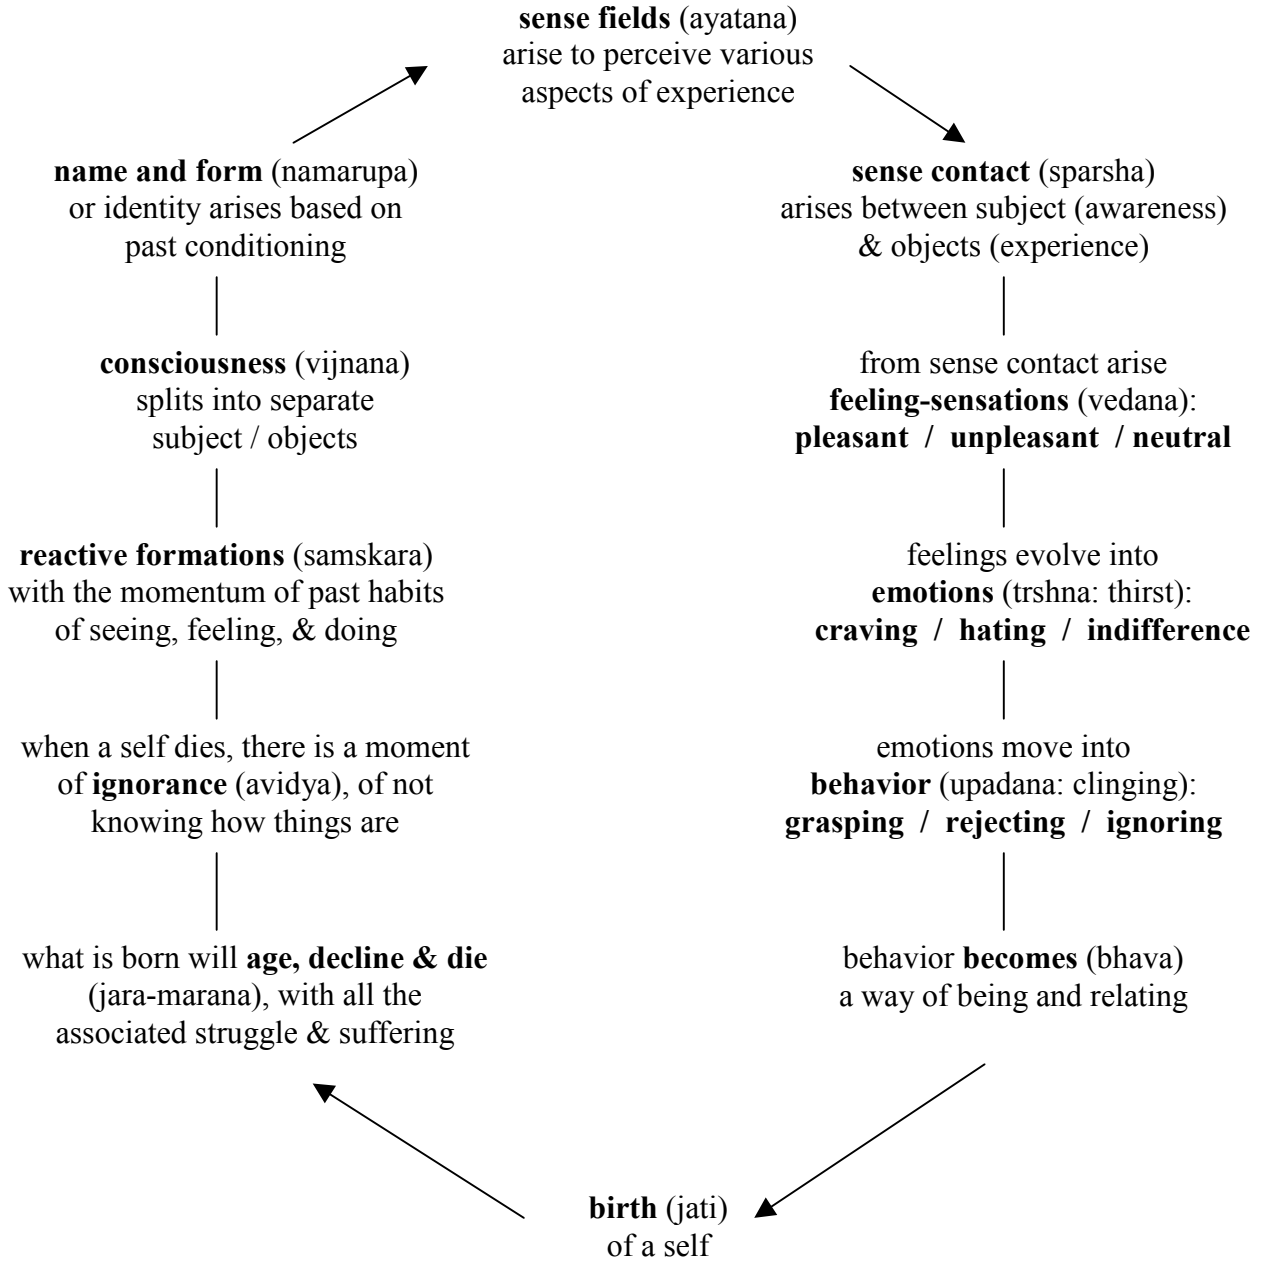 sense fields (ayatana)
arise to perceive various
aspects of experience
name and form (namarupa)
or identity arises based on
past conditioning
sense contact (sparsha)
arises between subject (awareness)
& objects (experience)
consciousness (vijnana)
splits into separate
subject / objects
from sense contact arise
feeling-sensations (vedana):
pleasant / unpleasant / neutral
reactive formations (samskara)
with the momentum of past habits
of seeing, feeling, & doing
feelings evolve into
emotions (trshna: thirst):
craving / hating / indifference
when a self dies, there is a moment
of ignorance (avidya), of not
knowing how things are
emotions move into
behavior (upadana: clinging):
grasping / rejecting / ignoring
what is born will age, decline & die
(jara-marana), with all the
associated struggle & suffering
behavior becomes (bhava)
a way of being and relating
birth (jati)
of a self